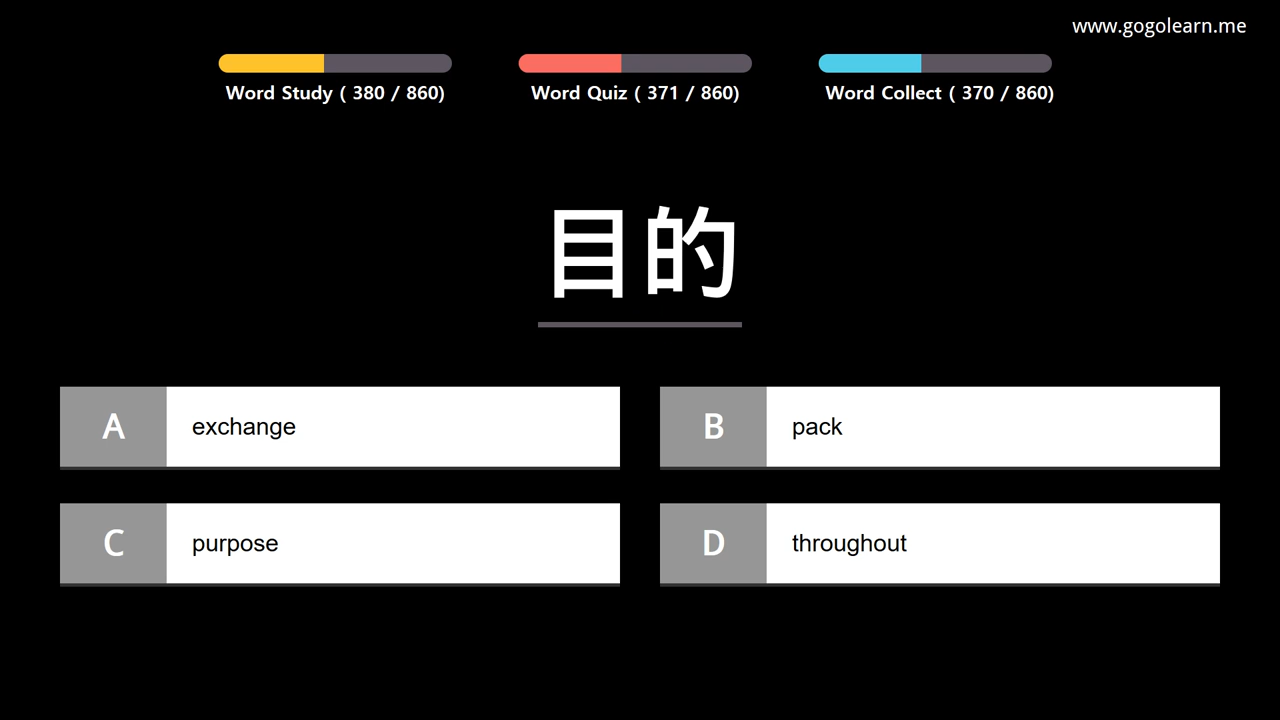 www.gogolearn.me
Word Study ( 380 / 860)
Word Quiz ( 371 / 860)
Word Collect ( 370 / 860)
目的
A exchange
B pack
C purpose
D throughout